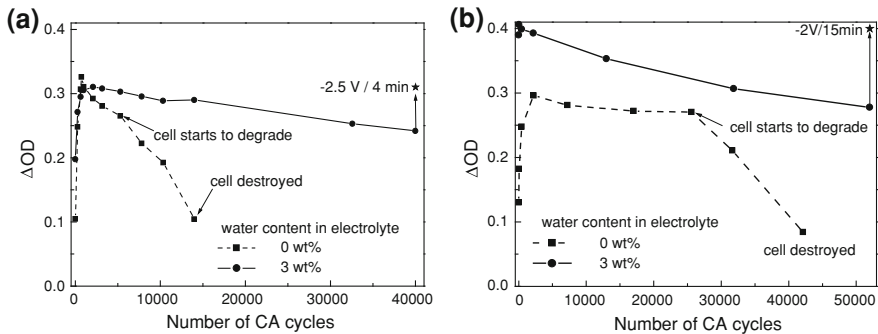 (a)
0.4
0.3
0.2
0.1
0.0
ΔOD
-2.5 V / 4 min
cell starts to degrade
cell destroyed
water content in electrolyte
0 wt%
3 wt%
0 10000 20000 30000 40000
Number of CA cycles
(b)
0.4
0.3
0.2
0.1
0.0
ΔOD
-2V/15min
cell starts to degrade
water content in electrolyte
0 wt%
3 wt%
cell destroyed
0 10000 20000 30000 40000 50000
Number of CA cycles